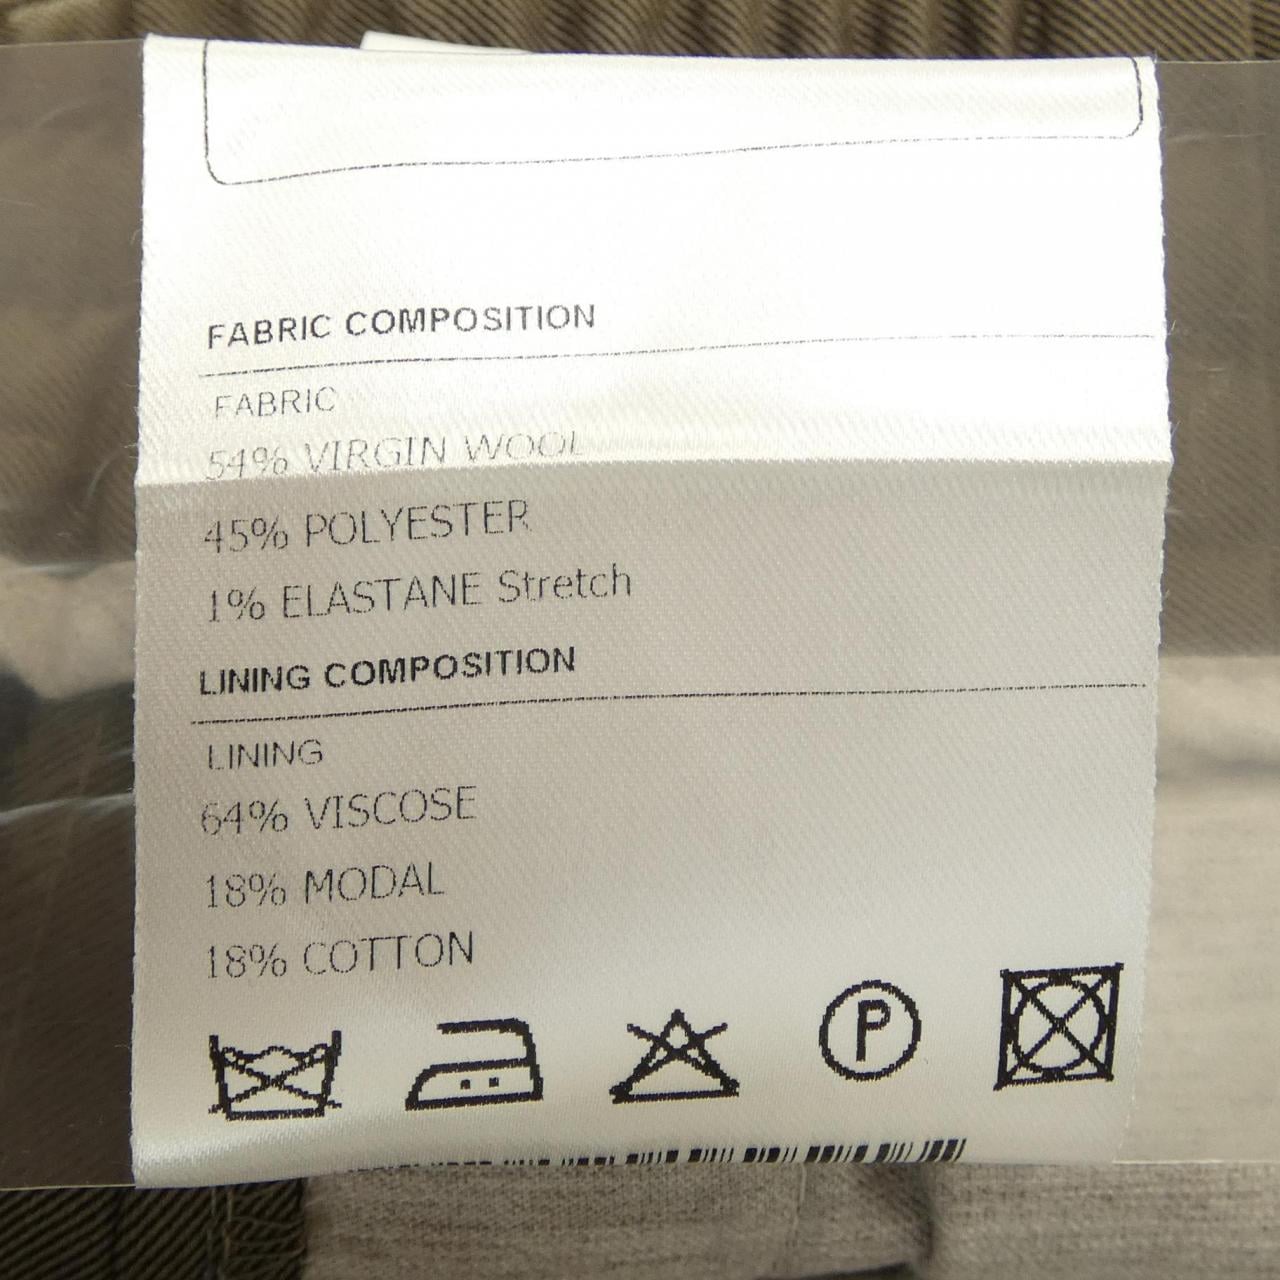 FABRIC COMPOSITION
FABRIC
54% VIRGIN WOOL
45% POLYESTER
1% ELASTANE Stretch
LINING COMPOSITION
LINING
64% VISCOSE
18% MODAL
18% COTTON
P